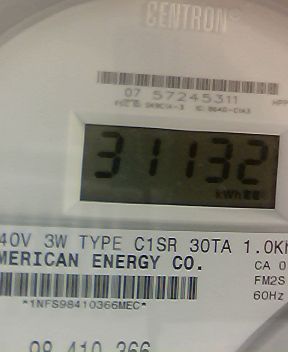 CENTRON®
07 57245311
31132
kWh
40V 3W TYPE C1SR 30TA 1.0K
MERICAN ENERGY CO.
CA 0
FM2S
60Hz
*1NFS98410366MEC*
98 410 366